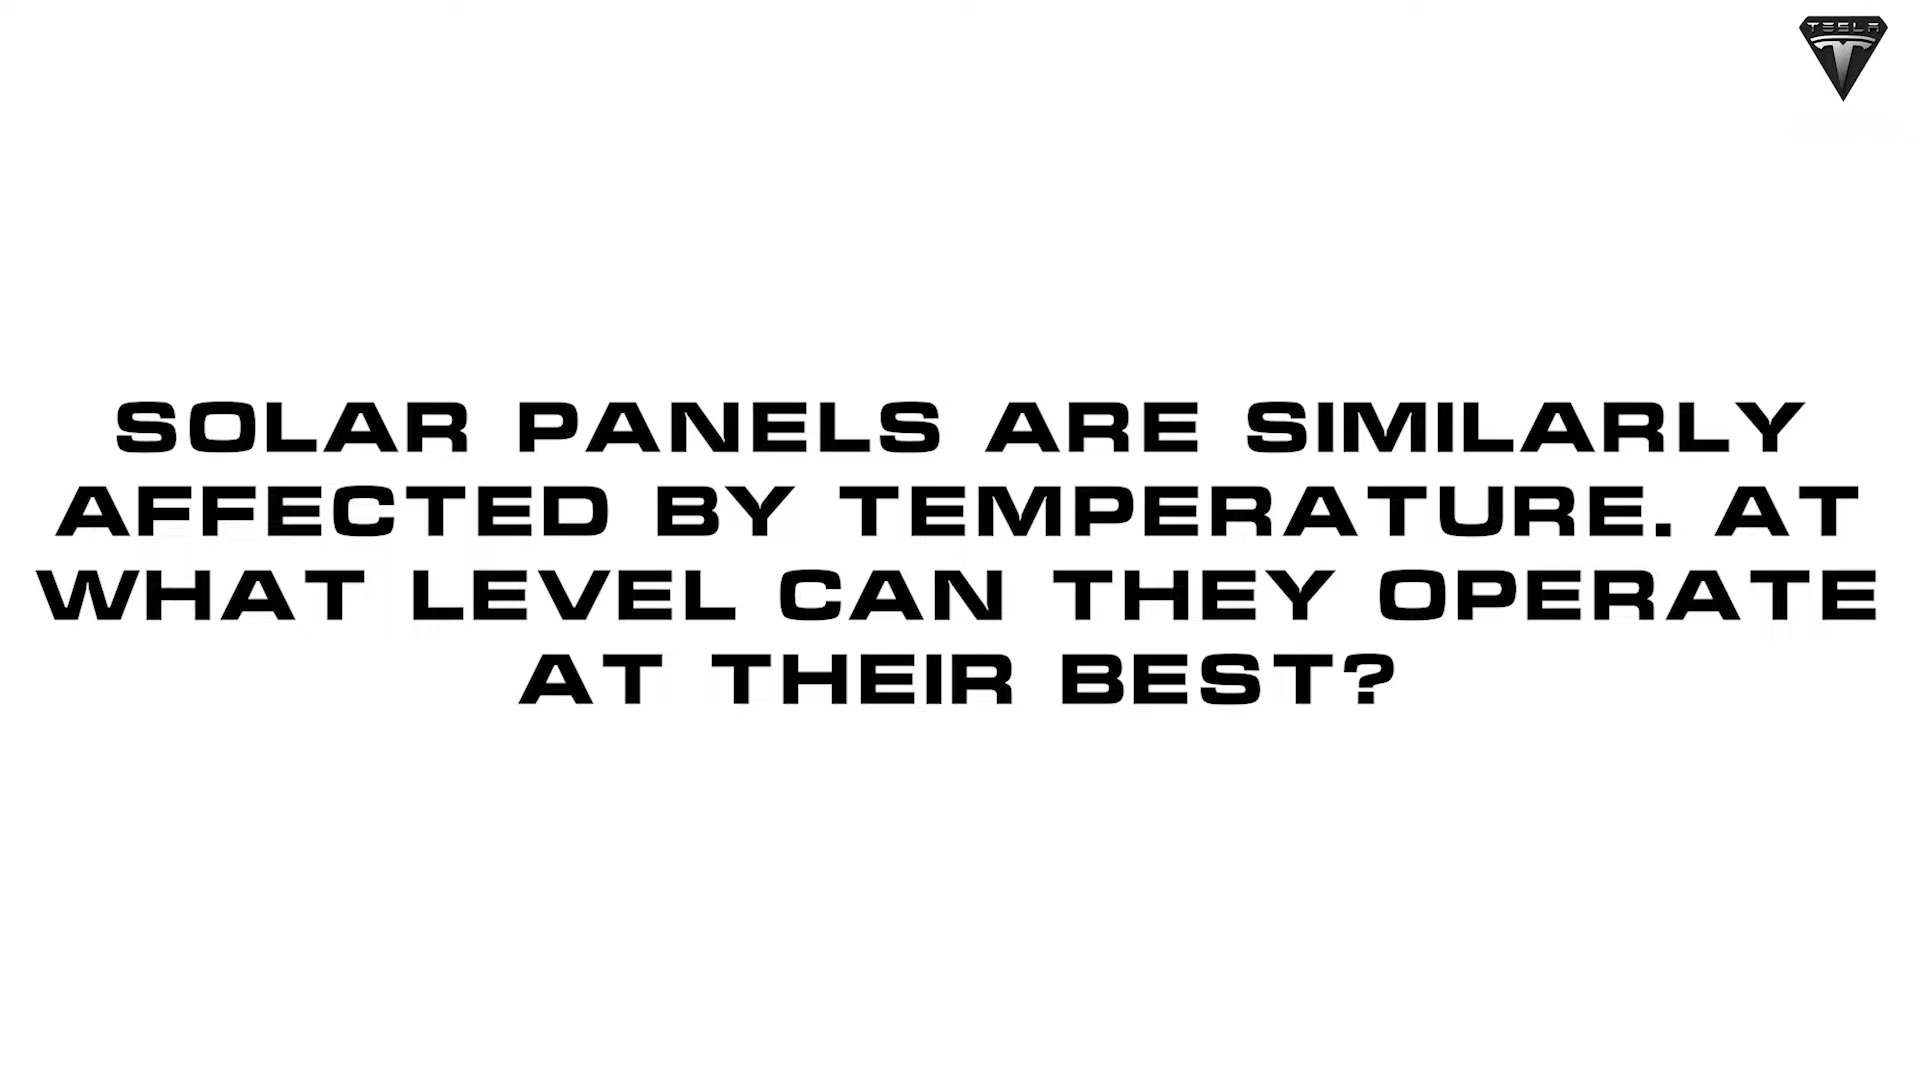 TESLA
SOLAR PANELS ARE SIMILARLY
AFFECTED BY TEMPERATURE. AT
WHAT LEVEL CAN THEY OPERATE
AT THEIR BEST?